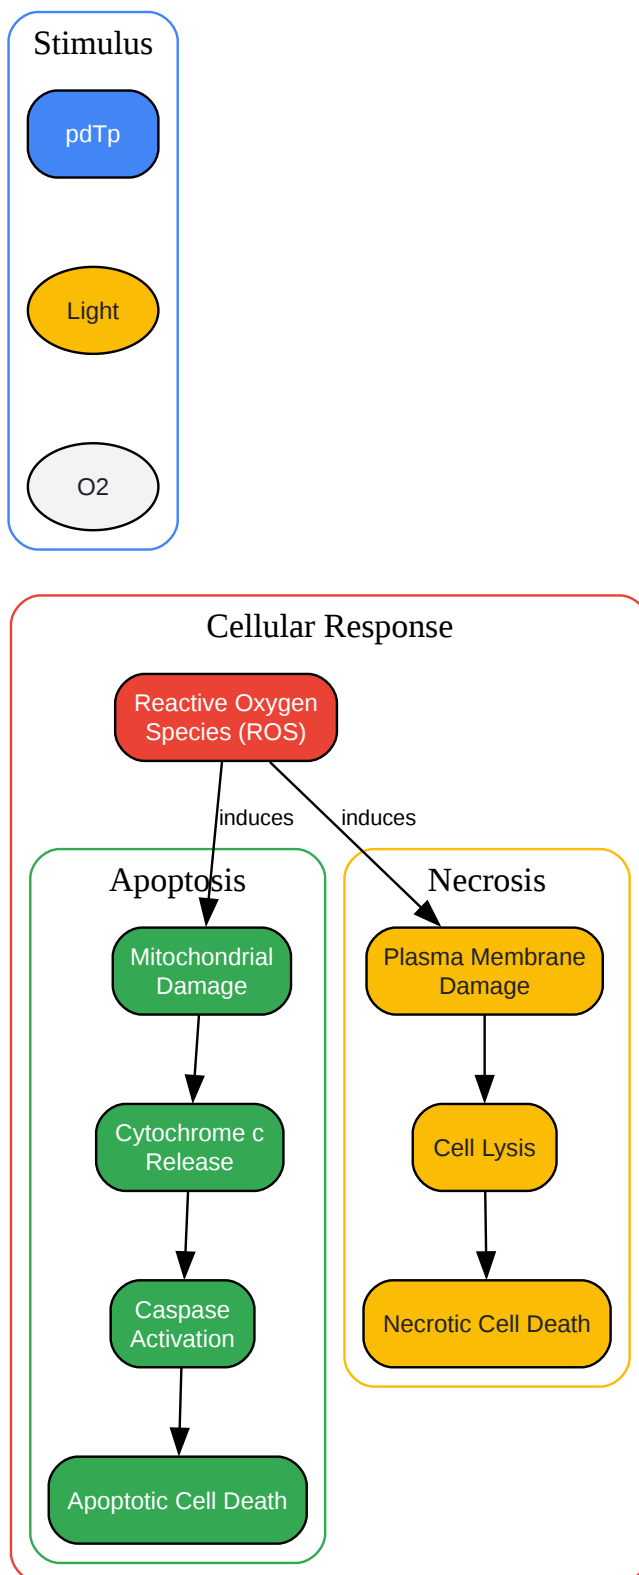 Stimulus
pdTp
Light
O2
Cellular Response
Reactive Oxygen
Species (ROS)
induces
induces
Apoptosis
Necrosis
Mitochondrial
Damage
Plasma Membrane
Damage
Cytochrome c
Release
Cell Lysis
Caspase
Activation
Necrotic Cell Death
Apoptotic Cell Death